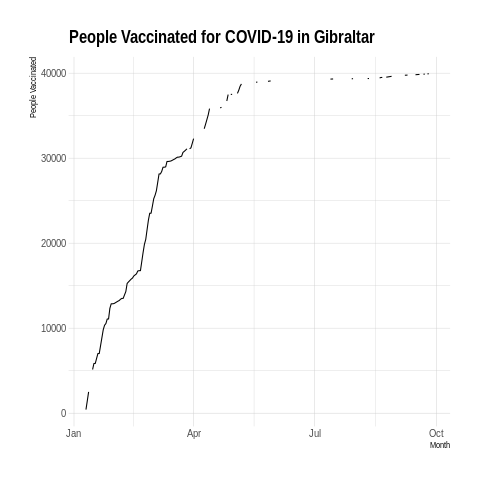 People Vaccinated for COVID-19 in Gibraltar
People Vaccinated
40000
30000
20000
10000
0
Jan Apr Jul Oct
Month